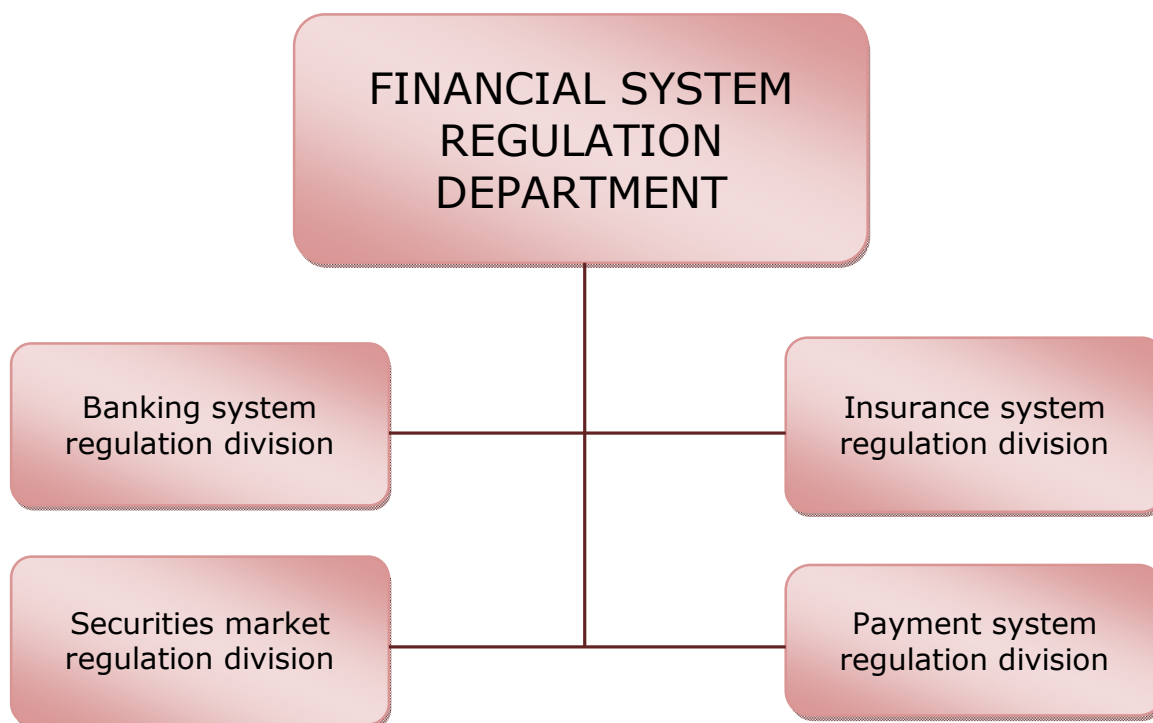 FINANCIAL SYSTEM
REGULATION
DEPARTMENT
Banking system
regulation division
Insurance system
regulation division
Securities market
regulation division
Payment system
regulation division